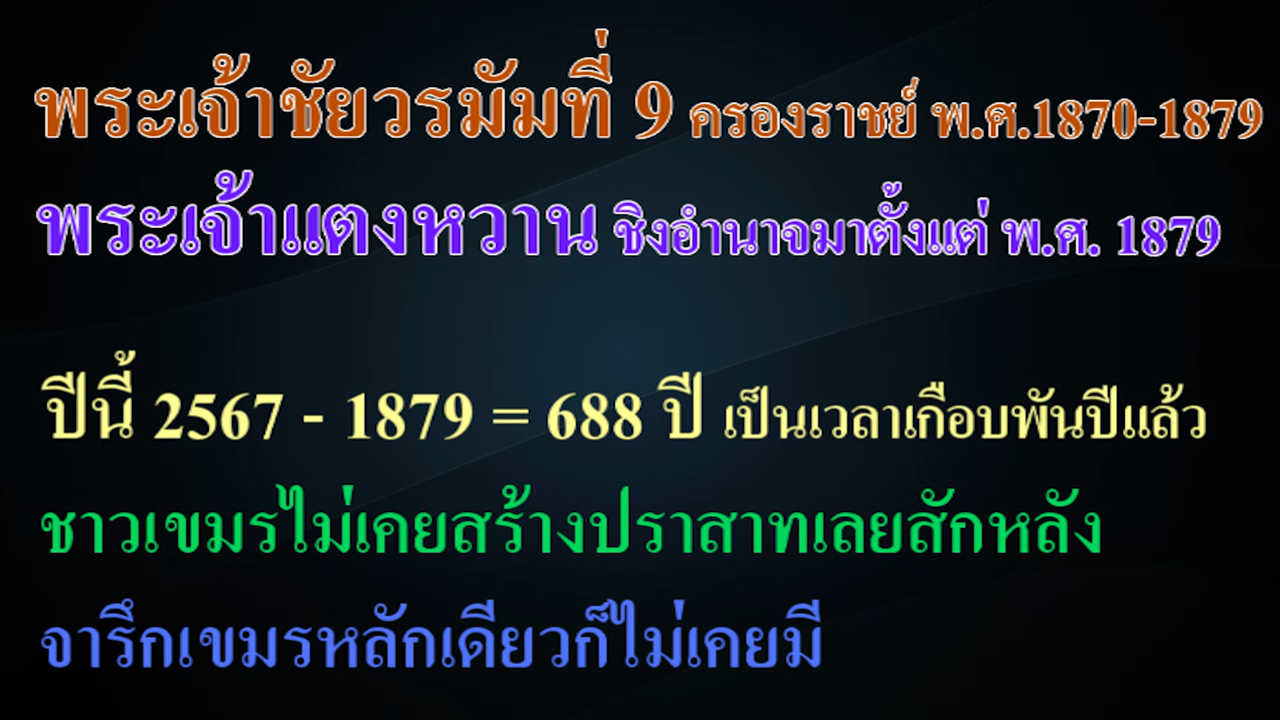 พระเจ้าชัยวรมัมที่ 9 ครองราชย์ พ.ศ.1870-1879
พระเจ้าแตงหวาน ชิงอำนาจมาตั้งแต่ พ.ศ. 1879
ปีนี้ 2567 - 1879 = 688 ปี เป็นเวลาเกือบพันปีแล้ว
ชาวเขมรไม่เคยสร้างปราสาทเลยสักหลัง
จารึกเขมรหลักเดียวก็ไม่เคยมี